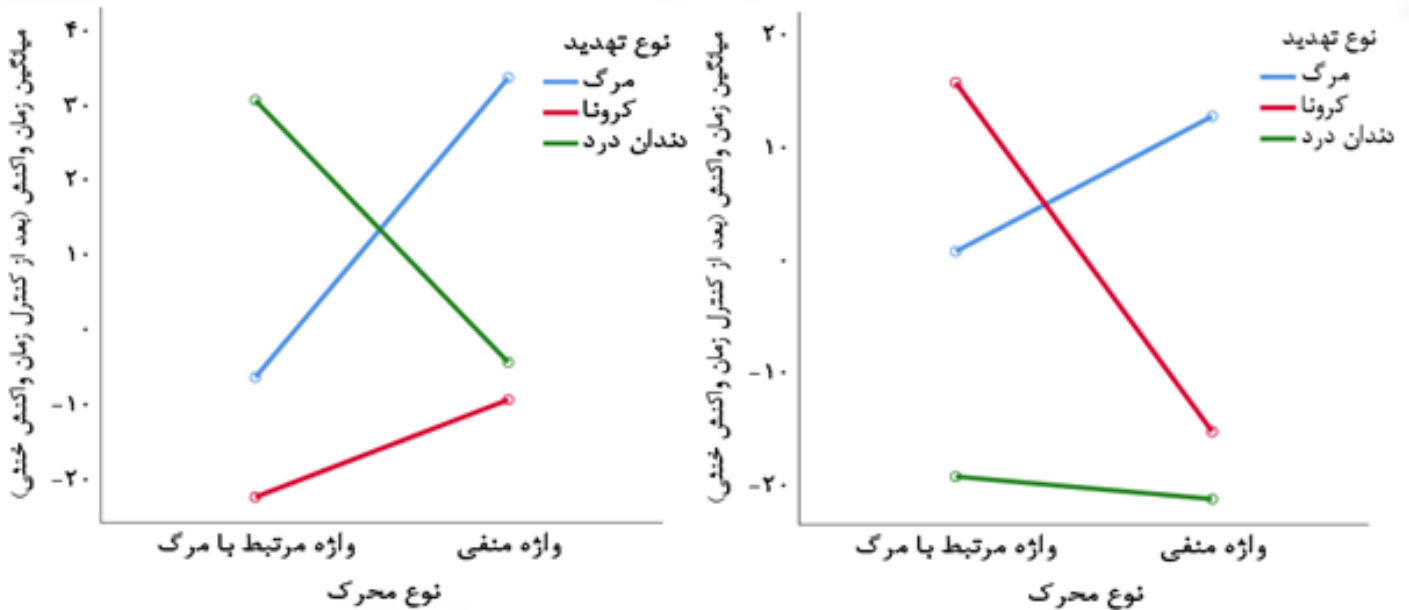 میانگین زمان واکنش (بعد از کنترل زمان واکنش خنثی)
۴۰
۳۰
۲۰
۱۰
۰
-۱۰
-۲۰
نوع تهدید
مرگ
کرونا
دندان درد
واژه مرتبط با مرگ
واژه منفی
نوع محرک
میانگین زمان واکنش (بعد از کنترل زمان واکنش خنثی)
۲۰
۱۰
۰
-۱۰
-۲۰
نوع تهدید
مرگ
کرونا
دندان درد
واژه مرتبط با مرگ
واژه منفی
نوع محرک